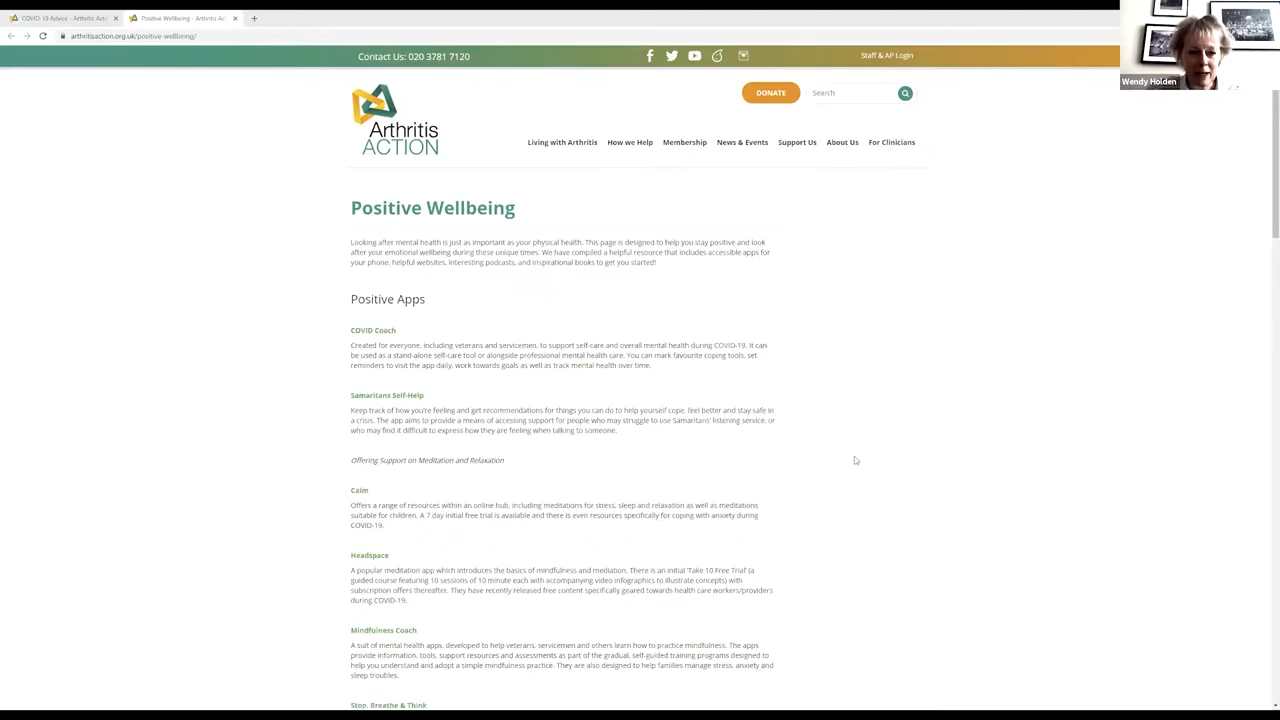 COVID-19 Advice - Arthritis Action
Positive Wellbeing - Arthritis Ac
arthritisaction.org.uk/positive-wellbeing/
Contact Us: 020 3781 7120
Staff & AP Login
Wendy Holden
DONATE
Search
Arthritis
ACTION
Living with Arthritis How we Help Membership News & Events Support Us About Us For Clinicians
Positive Wellbeing
Looking after mental health is just as important as your physical health. This page is designed to help you stay positive and look
after your emotional wellbeing during these unique times. We have compiled a helpful resource that includes accessible apps for
your phone, helpful websites, interesting podcasts, and inspirational books to get you started!
Positive Apps
COVID Coach
Created for everyone, including veterans and servicemen, to support self-care and overall mental health during COVID-19. It can
be used as a stand-alone self-care tool or alongside professional mental health care. You can mark favourite coping tools, set
reminders to visit the app daily, work towards goals as well as track mental health over time.
Samaritans Self-Help
Keep track of how you're feeling and get recommendations for things you can do to help yourself cope, feel better and stay safe in
a crisis. The app aims to provide a means of accessing support for people who may struggle to use Samaritans' listening service, or
who may find it difficult to express how they are feeling when talking to someone.
Offering Support on Meditation and Relaxation
Calm
Offers a range of resources within an online hub, including meditations for stress, sleep and relaxation as well as meditations
suitable for children. A 7 day initial free trial is available and there is even resources specifically for coping with anxiety during
COVID-19.
Headspace
A popular meditation app which introduces the basics of mindfulness and mediation. There is an initial 'Take 10 Free Trial' (a
guided course featuring 10 sessions of 10 minute each with accompanying video infographics to illustrate concepts) with
subscription offers thereafter. They have recently released free content specifically geared towards health care workers/providers
during COVID-19.
Mindfulness Coach
A suit of mental health apps, developed to help veterans, servicemen and others learn how to practice mindfulness. The apps
provide information, tools, support resources and assessments as part of the gradual, self-guided training programs designed to
help you understand and adopt a simple mindfulness practice. They are also designed to help families manage stress, anxiety and
sleep troubles.
Stop, Breathe & Think